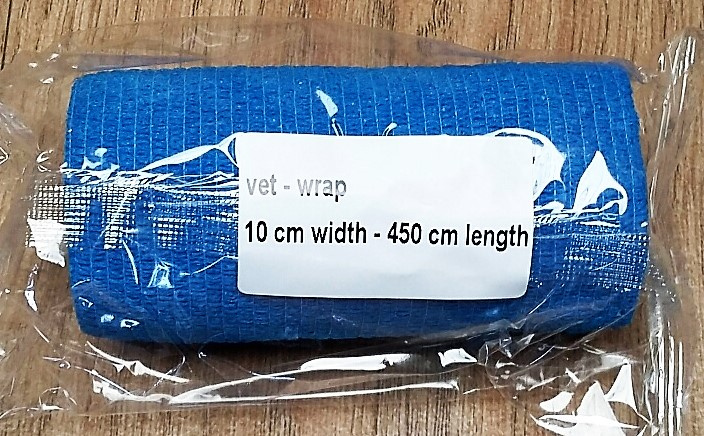 vet - wrap
10 cm width - 450 cm length